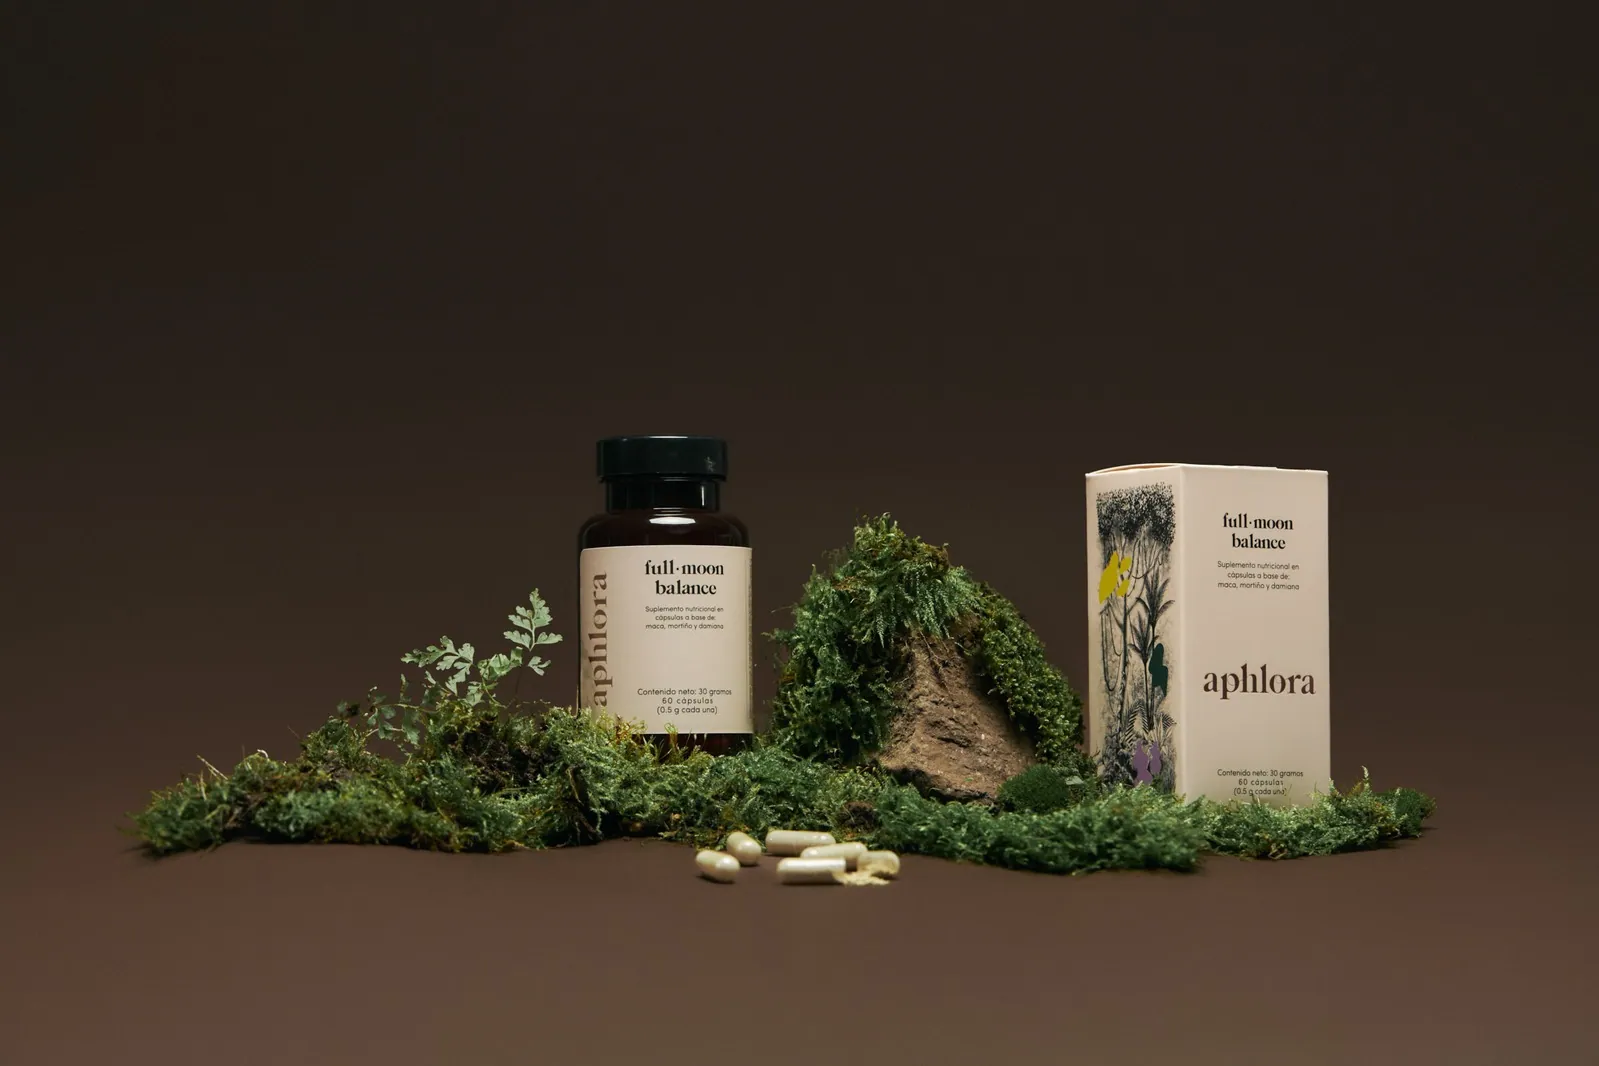 aphlora
full·moon
balance
Suplemento nutricional en
cápsulas a base de:
maca, mortiño y damiana
Contenido neto: 30 gramos
60 cápsulas
(0.5 g cada una)
full·moon
balance
Suplemento nutricional en
cápsulas a base de:
maca, mortiño y damiana
aphlora
Contenido neto: 30 gramos
60 cápsulas
(0.5 g cada una)